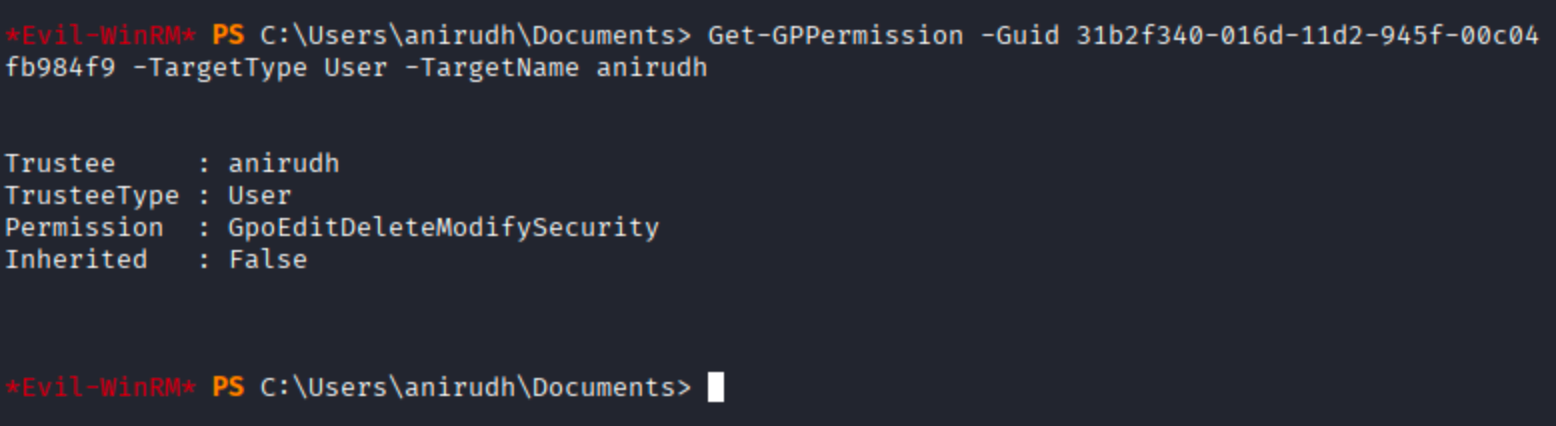 *Evil-WinRM* PS C:\Users\anirudh\Documents> Get-GPPermission -Guid 31b2f340-016d-11d2-945f-00c04
fb984f9 -TargetType User -TargetName anirudh
Trustee     : anirudh
TrusteeType : User
Permission  : GpoEditDeleteModifySecurity
Inherited   : False
*Evil-WinRM* PS C:\Users\anirudh\Documents>